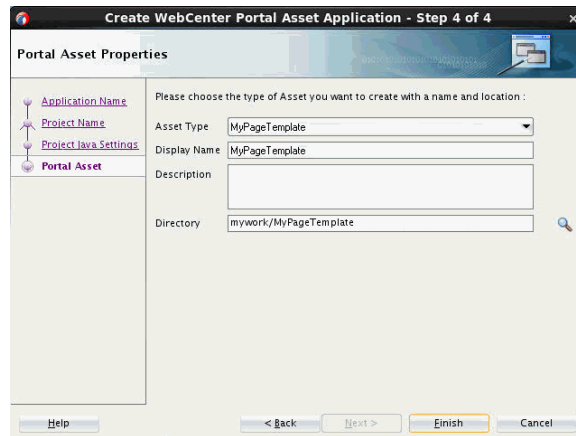 Create WebCenter Portal Asset Application - Step 4 of 4
Portal Asset Properties
Application Name
Project Name
Project Java Settings
Portal Asset
Please choose the type of Asset you want to create with a name and location :
Asset Type MyPageTemplate
Display Name MyPageTemplate
Description
Directory mywork/MyPageTemplate
Help < Back Next > Finish Cancel